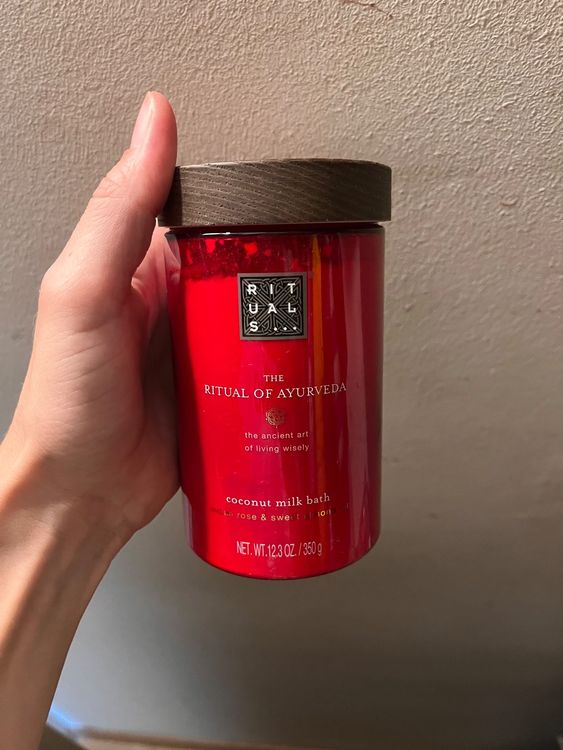 RIT
UAL
S...
THE
RITUAL OF AYURVEDA
the ancient art
of living wisely
coconut milk bath
rose & sweet
NET. WT.12.3 OZ. / 350 g